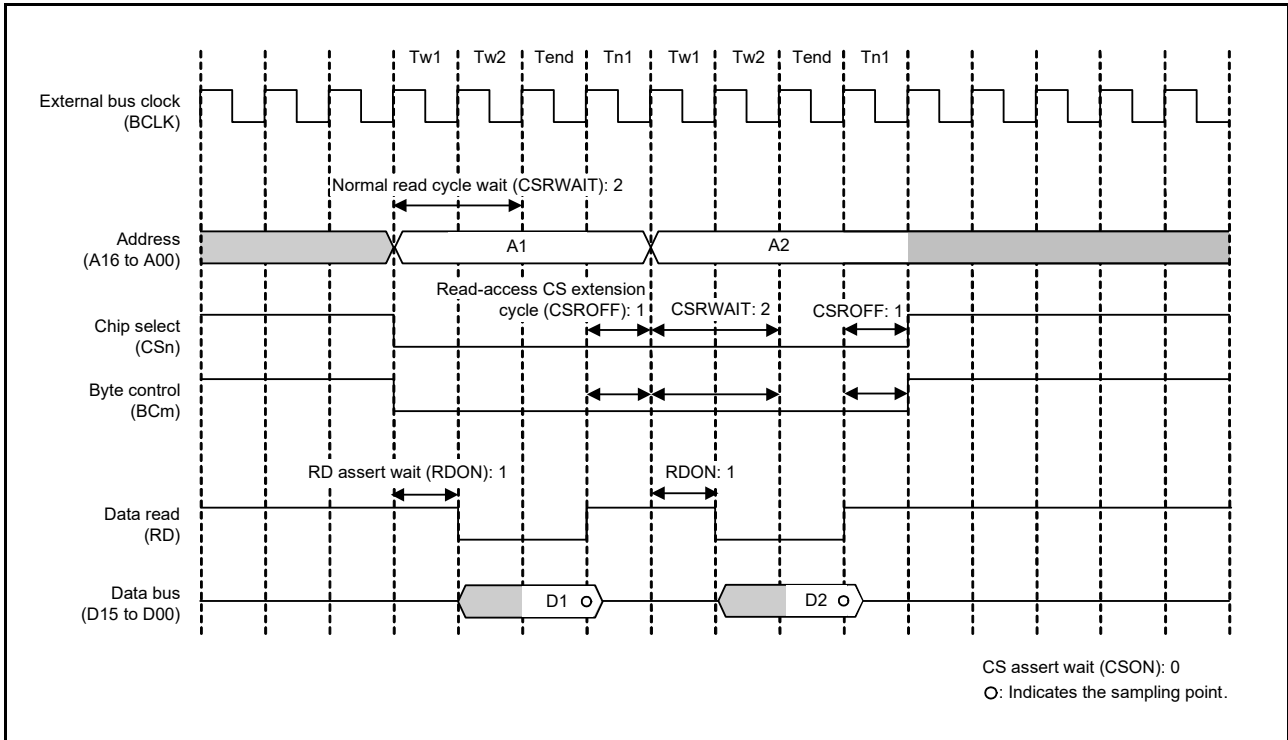 Tw1 Tw2 Tend Tn1 Tw1 Tw2 Tend Tn1
External bus clock
(BCLK)
Normal read cycle wait (CSRWAIT): 2
Address
(A16 to A00)
A1 A2
Read-access CS extension
cycle (CSROFF): 1 CSRWAIT: 2 CSROFF: 1
Chip select
(CSn)
Byte control
(BCm)
RD assert wait (RDON): 1 RDON: 1
Data read
(RD)
Data bus
(D15 to D00)
D1 D2
CS assert wait (CSON): 0
O: Indicates the sampling point.